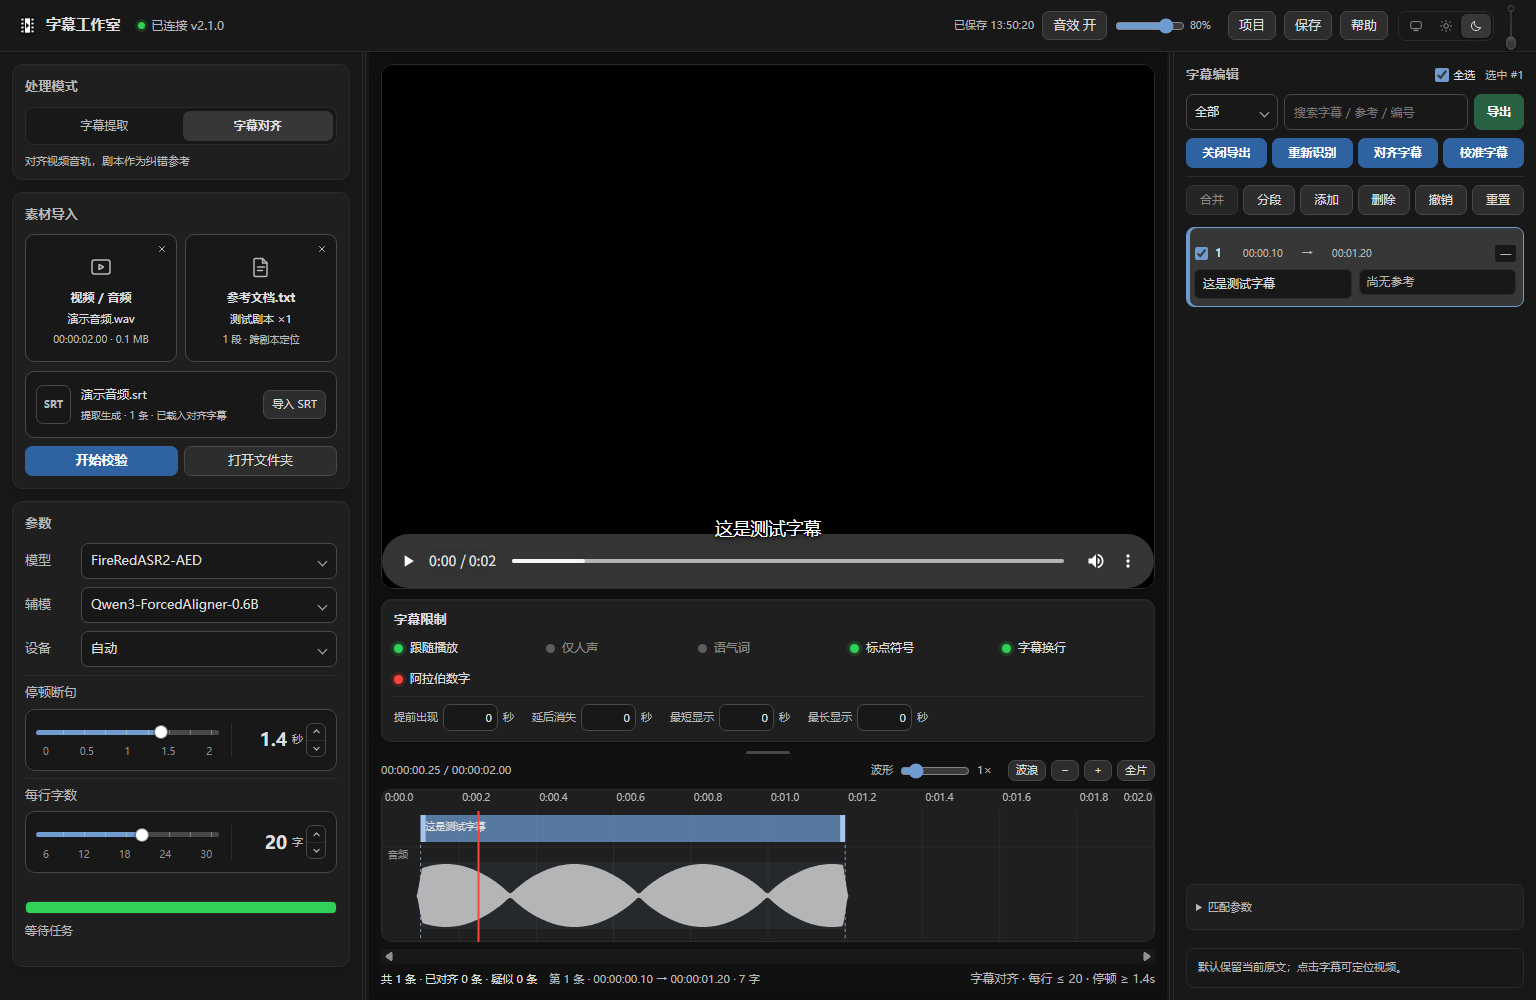 字幕工作室
已连接 v2.1.0
已保存 13:50:20
音效 开
80%
项目
保存
帮助
处理模式
字幕提取
字幕对齐
对齐视频音轨，剧本作为纠错参考
素材导入
×
视频 / 音频
演示音频.wav
00:00:02.00 · 0.1 MB
×
参考文档.txt
测试剧本 ×1
1 段 · 跨剧本定位
SRT
演示音频.srt
提取生成 · 1 条 · 已载入对齐字幕
导入 SRT
开始校验
打开文件夹
参数
模型
FireRedASR2-AED
辅模
Qwen3-ForcedAligner-0.6B
设备
自动
停顿断句
0 0.5 1 1.5 2
1.4 秒
每行字数
6 12 18 24 30
20 字
等待任务
这是测试字幕
0:00 / 0:02
字幕限制
跟随播放
仅人声
语气词
标点符号
字幕换行
阿拉伯数字
提前出现 0 秒
延后消失 0 秒
最短显示 0 秒
最长显示 0 秒
00:00:00.25 / 00:00:02.00
波形
1×
波浪
−
+
全片
0:00.0 0:00.2 0:00.4 0:00.6 0:00.8 0:01.0 0:01.2 0:01.4 0:01.6 0:01.8 0:02.0
这是测试字幕
音频
共 1 条 · 已对齐 0 条 · 疑似 0 条 第 1 条 · 00:00:00.10 → 00:00:01.20 · 7 字
字幕对齐 · 每行 ≤ 20 · 停顿 ≥ 1.4s
字幕编辑
全选
选中 #1
全部
搜索字幕 / 参考 / 编号
导出
关闭导出
重新识别
对齐字幕
校准字幕
合并
分段
添加
删除
撤销
重置
1 00:00.10 → 00:01.20 —
这是测试字幕
尚无参考
匹配参数
默认保留当前原文；点击字幕可定位视频。